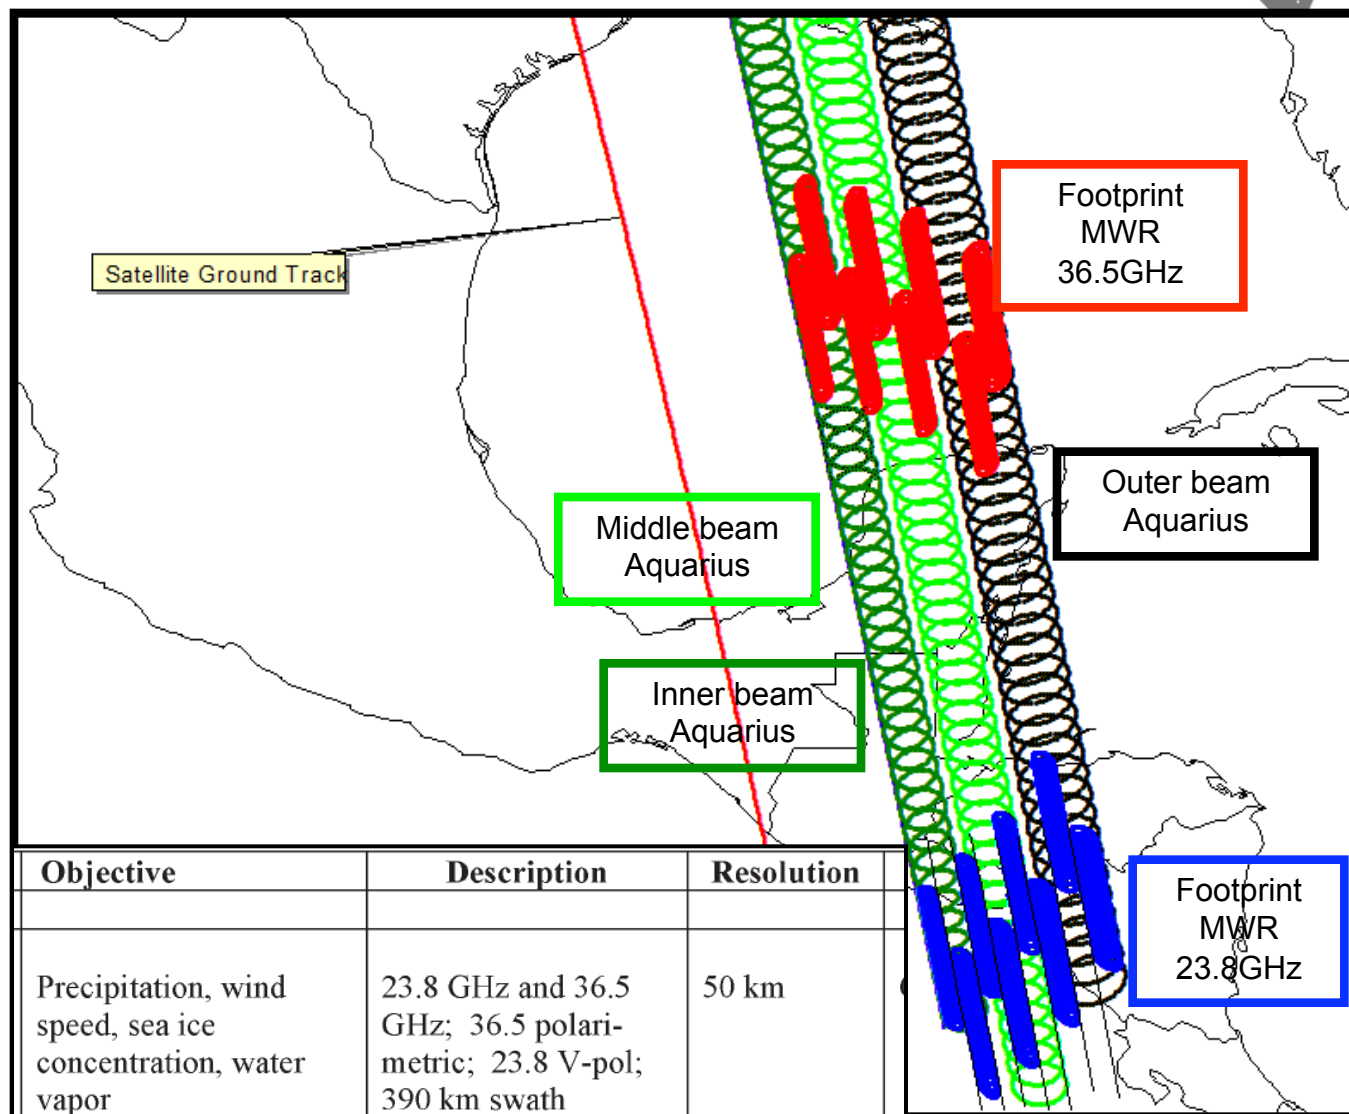 Footprint
MWR
36.5GHz
Satellite Ground Track
Outer beam
Aquarius
Middle beam
Aquarius
Inner beam
Aquarius
Footprint
MWR
23.8GHz
Objective
Description
Resolution
Precipitation, wind
speed, sea ice
concentration, water
vapor
23.8 GHz and 36.5
GHz; 36.5 polari-
metric; 23.8 V-pol;
390 km swath
50 km